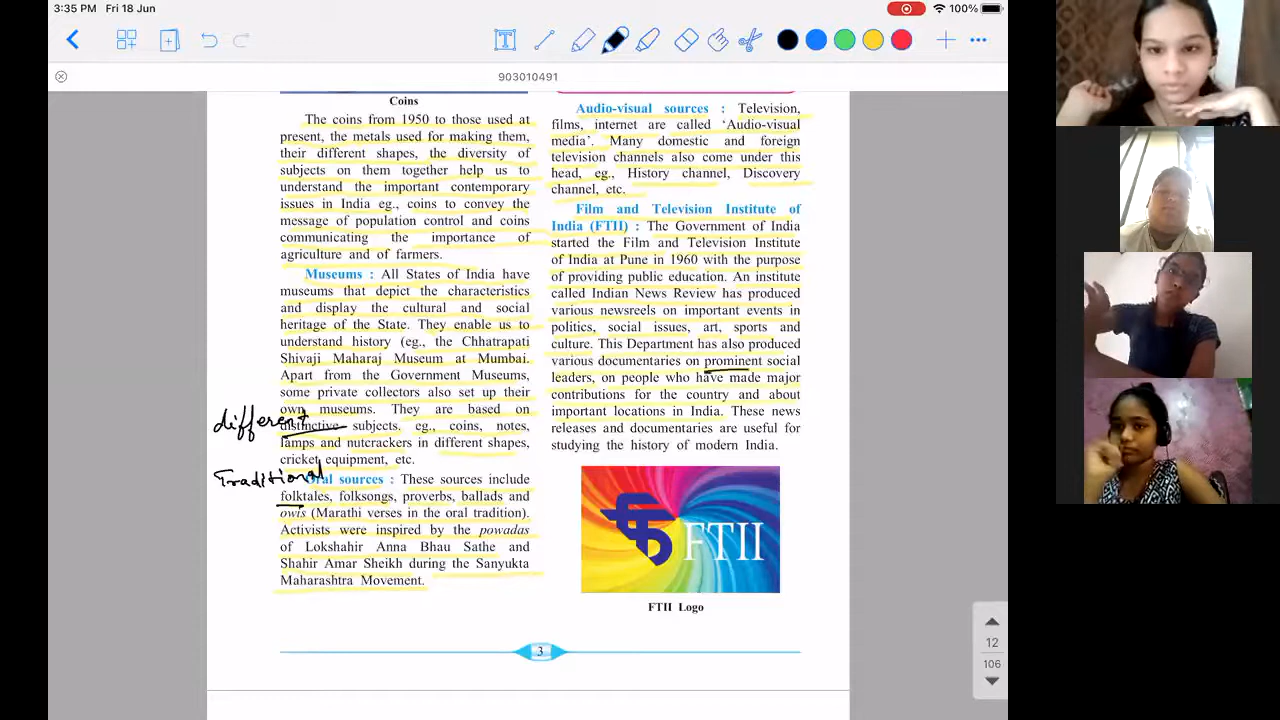 3:35 PM Fri 18 Jun
100%
903010491
Coins
The coins from 1950 to those used at
present, the metals used for making them,
their different shapes, the diversity of
subjects on them together help us to
understand the important contemporary
issues in India eg., coins to convey the
message of population control and coins
communicating the importance of
agriculture and of farmers.
Museums : All States of India have
museums that depict the characteristics
and display the cultural and social
heritage of the State. They enable us to
understand history (eg., the Chhatrapati
Shivaji Maharaj Museum at Mumbai.
Apart from the Government Museums,
some private collectors also set up their
own museums. They are based on
different
distinctive subjects. eg., coins, notes,
lamps and nutcrackers in different shapes,
cricket equipment, etc.
Traditional
Oral sources : These sources include
folktales, folksongs, proverbs, ballads and
owis (Marathi verses in the oral tradition).
Activists were inspired by the powadas
of Lokshahir Anna Bhau Sathe and
Shahir Amar Sheikh during the Sanyukta
Maharashtra Movement.
Audio-visual sources : Television,
films, internet are called ‘Audio-visual
media’. Many domestic and foreign
television channels also come under this
head, eg., History channel, Discovery
channel, etc.
Film and Television Institute of
India (FTII) : The Government of India
started the Film and Television Institute
of India at Pune in 1960 with the purpose
of providing public education. An institute
called Indian News Review has produced
various newsreels on important events in
politics, social issues, art, sports and
culture. This Department has also produced
various documentaries on prominent social
leaders, on people who have made major
contributions for the country and about
important locations in India. These news
releases and documentaries are useful for
studying the history of modern India.
FTII
FTII Logo
3
12
106